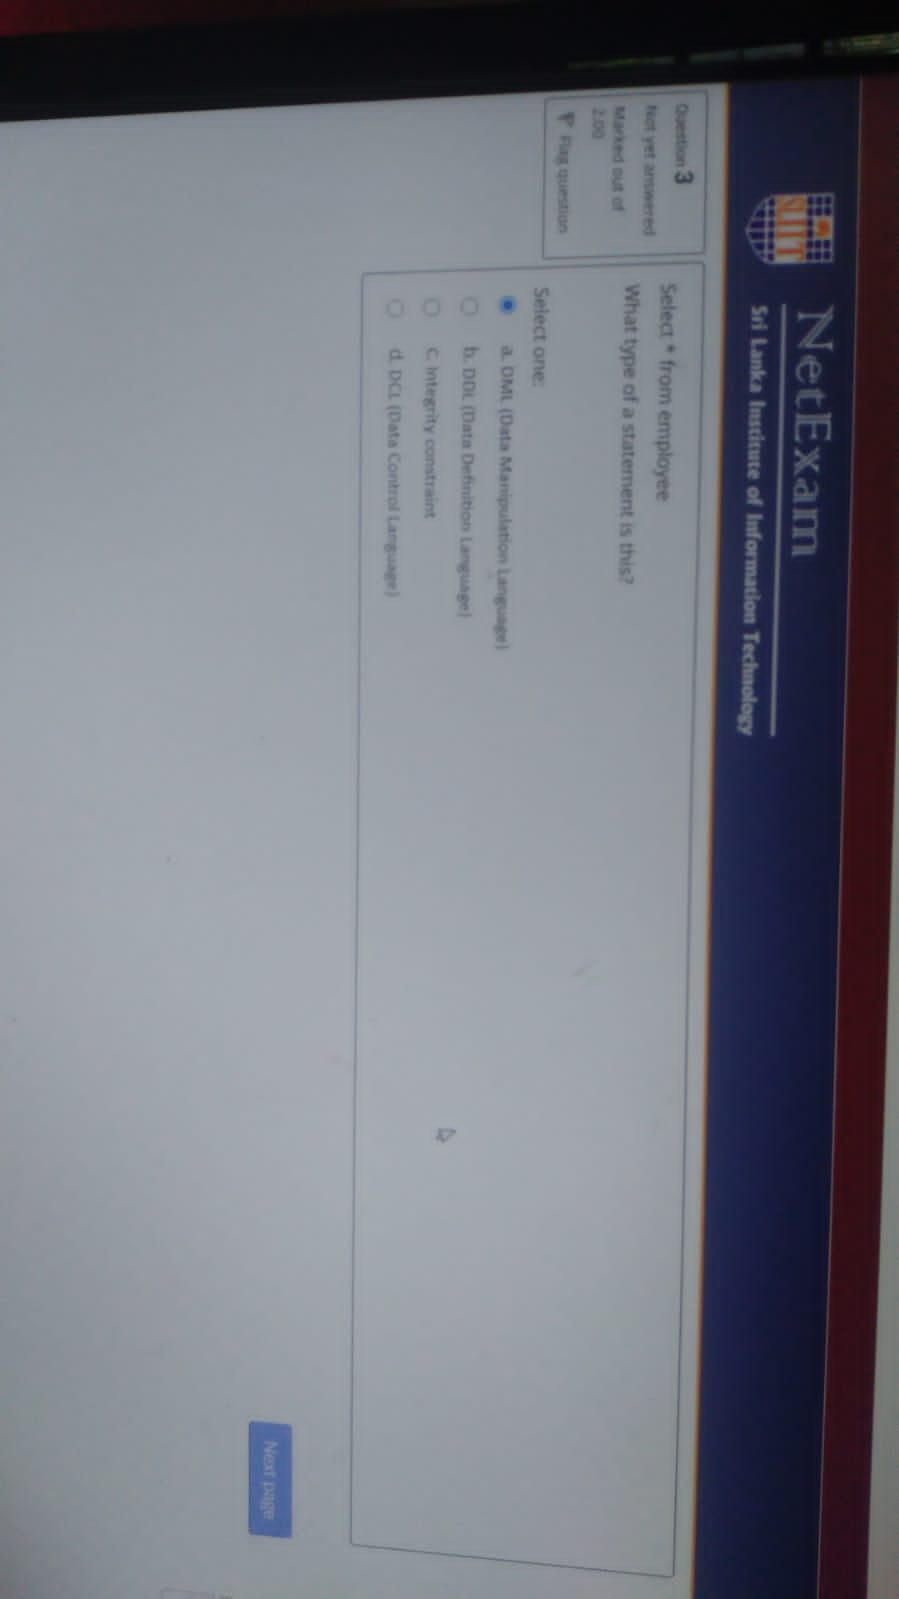 NetExam
Sri Lanka Institute of Information Technology
Question 3
Not yet answered
Marked out of
2.00
Flag question
Select * from employee
What type of a statement is this?
Select one:
a. DML (Data Manipulation Language)
b. DDL (Data Definition Language)
c. Integrity constraint
d. DCL (Data Control Language)
Next page